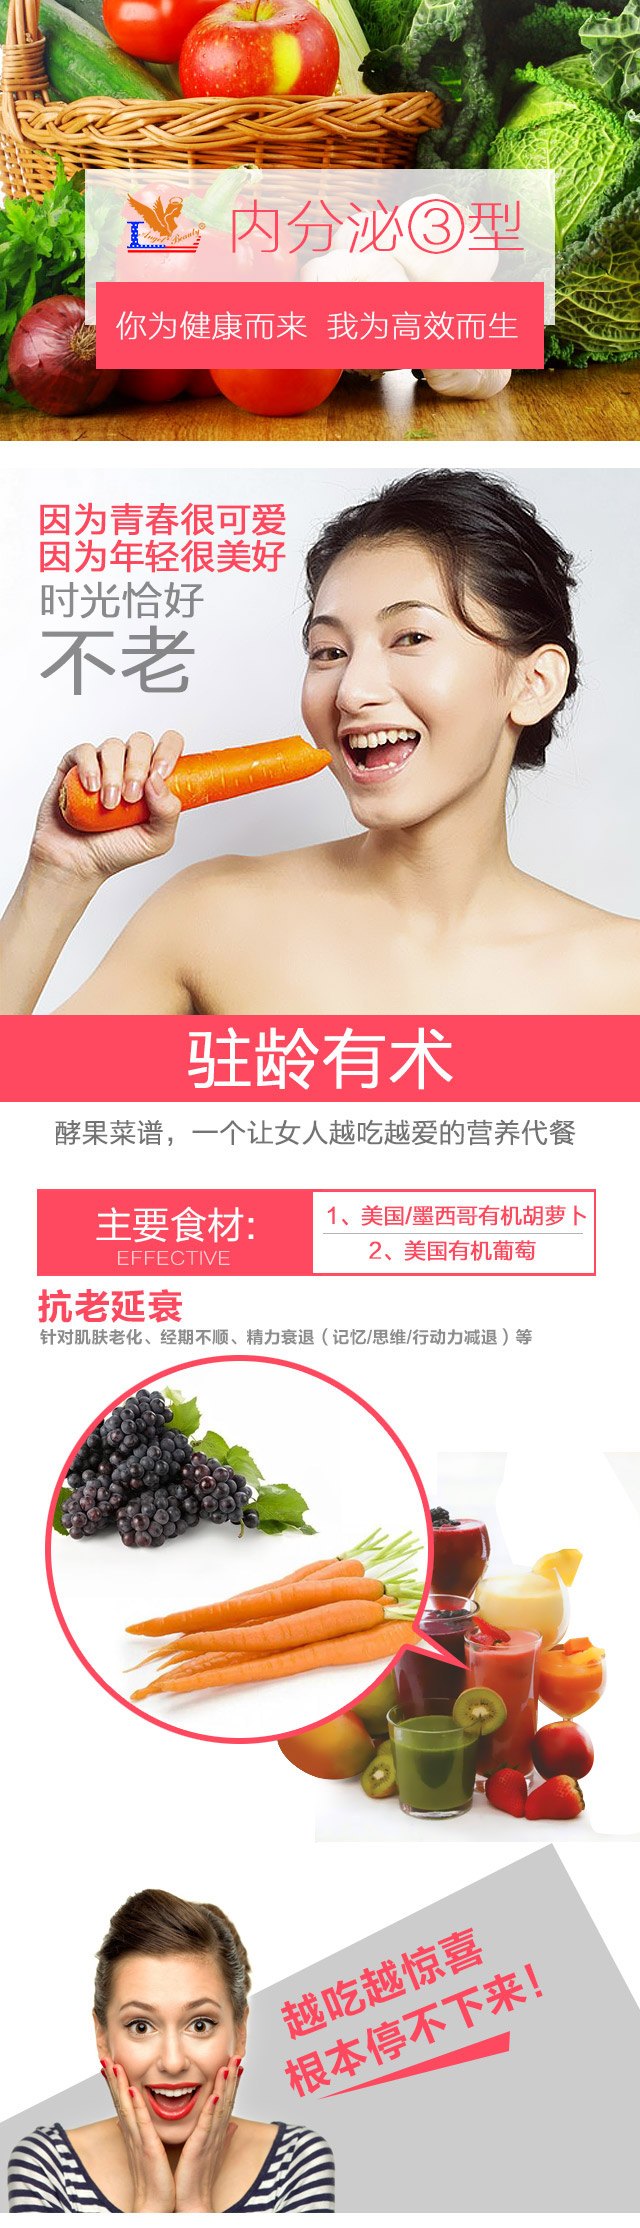 Angel's Beauty®
内分泌③型
你为健康而来 我为高效而生
因为青春很可爱
因为年轻很美好
时光恰好
不老
驻龄有术
酵果菜谱，一个让女人越吃越爱的营养代餐
主要食材:
EFFECTIVE
1、美国/墨西哥有机胡萝卜
2、美国有机葡萄
抗老延衰
针对肌肤老化、经期不顺、精力衰退（记忆/思维/行动力减退）等
越吃越惊喜
根本停不下来！